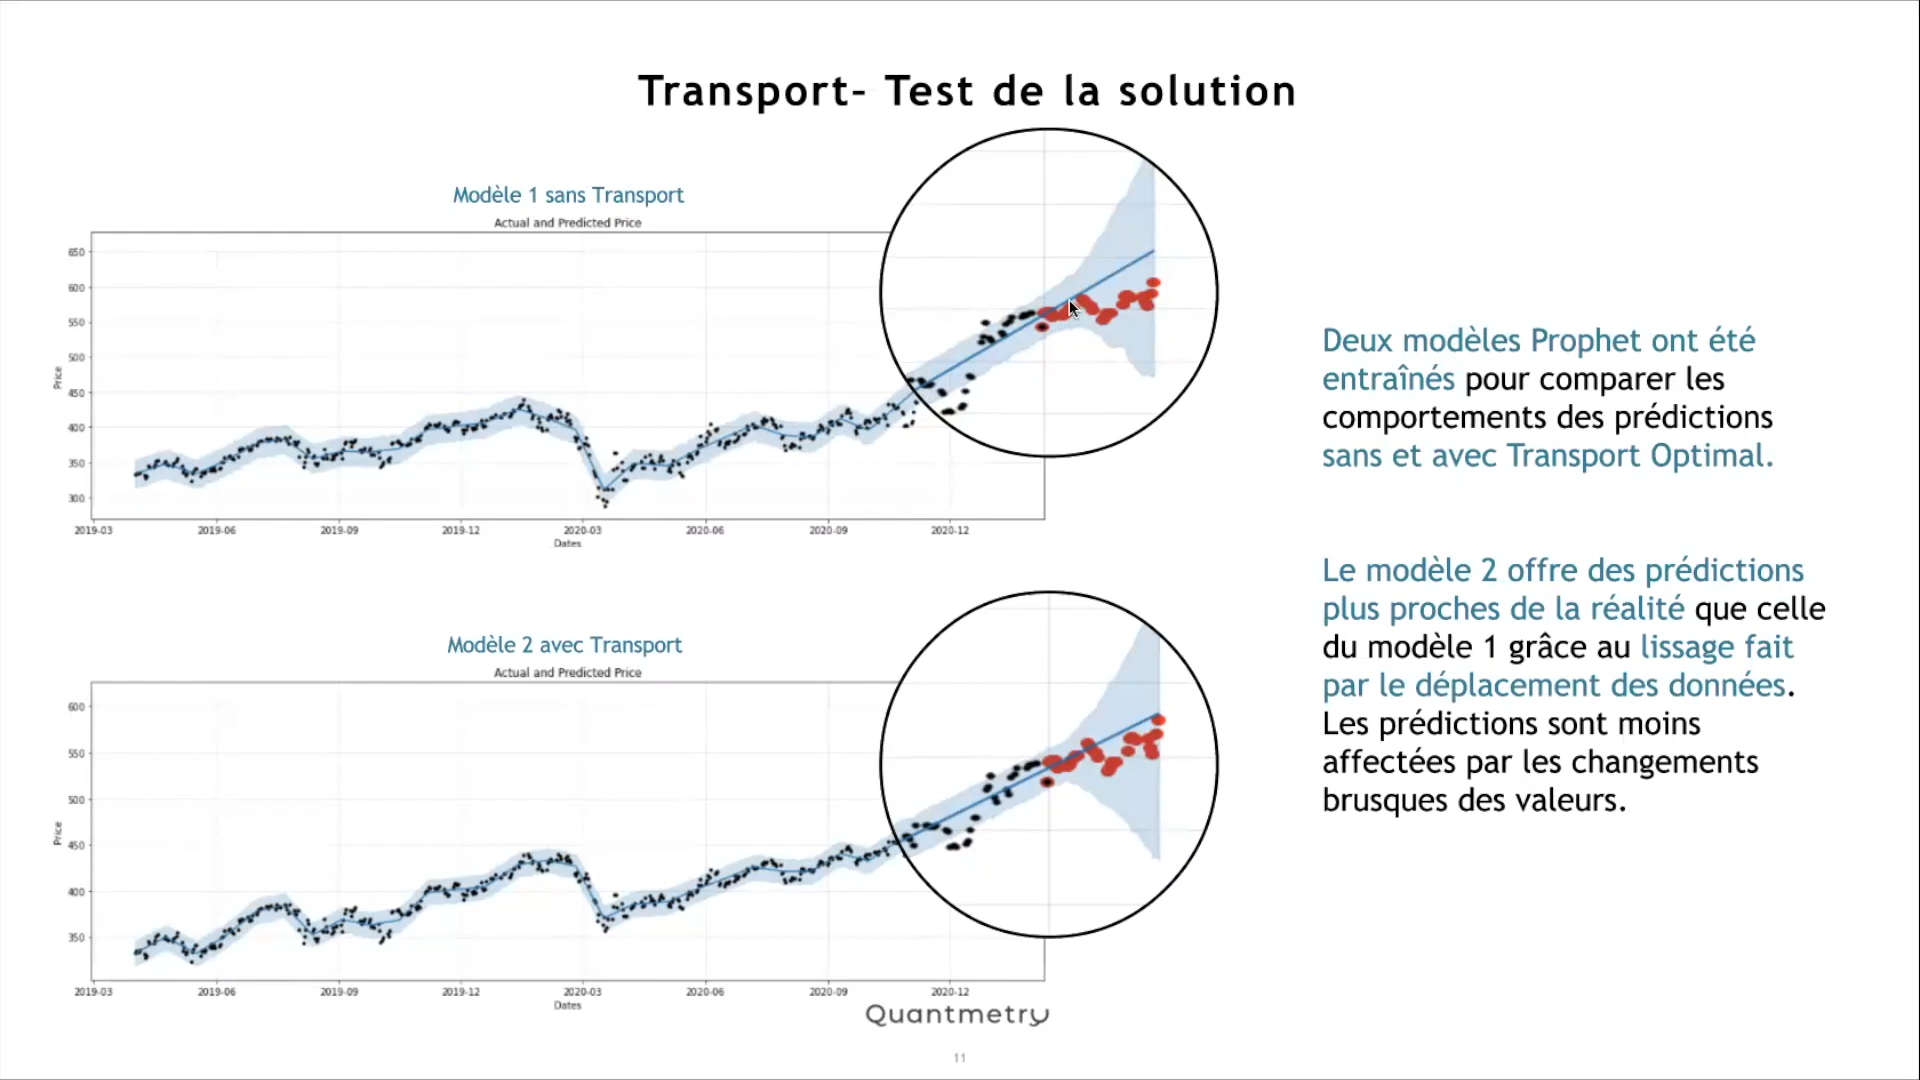 Transport- Test de la solution
Modèle 1 sans Transport
Actual and Predicted Price
650
600
550
500
450
400
350
300
Price
2019-03 2019-06 2019-09 2019-12 2020-03 2020-06 2020-09 2020-12
Dates
Modèle 2 avec Transport
Actual and Predicted Price
600
550
500
450
400
350
Price
2019-03 2019-06 2019-09 2019-12 2020-03 2020-06 2020-09 2020-12
Dates
Deux modèles Prophet ont été
entraînés pour comparer les
comportements des prédictions
sans et avec Transport Optimal.
Le modèle 2 offre des prédictions
plus proches de la réalité que celle
du modèle 1 grâce au lissage fait
par le déplacement des données.
Les prédictions sont moins
affectées par les changements
brusques des valeurs.
Quantmetry
11